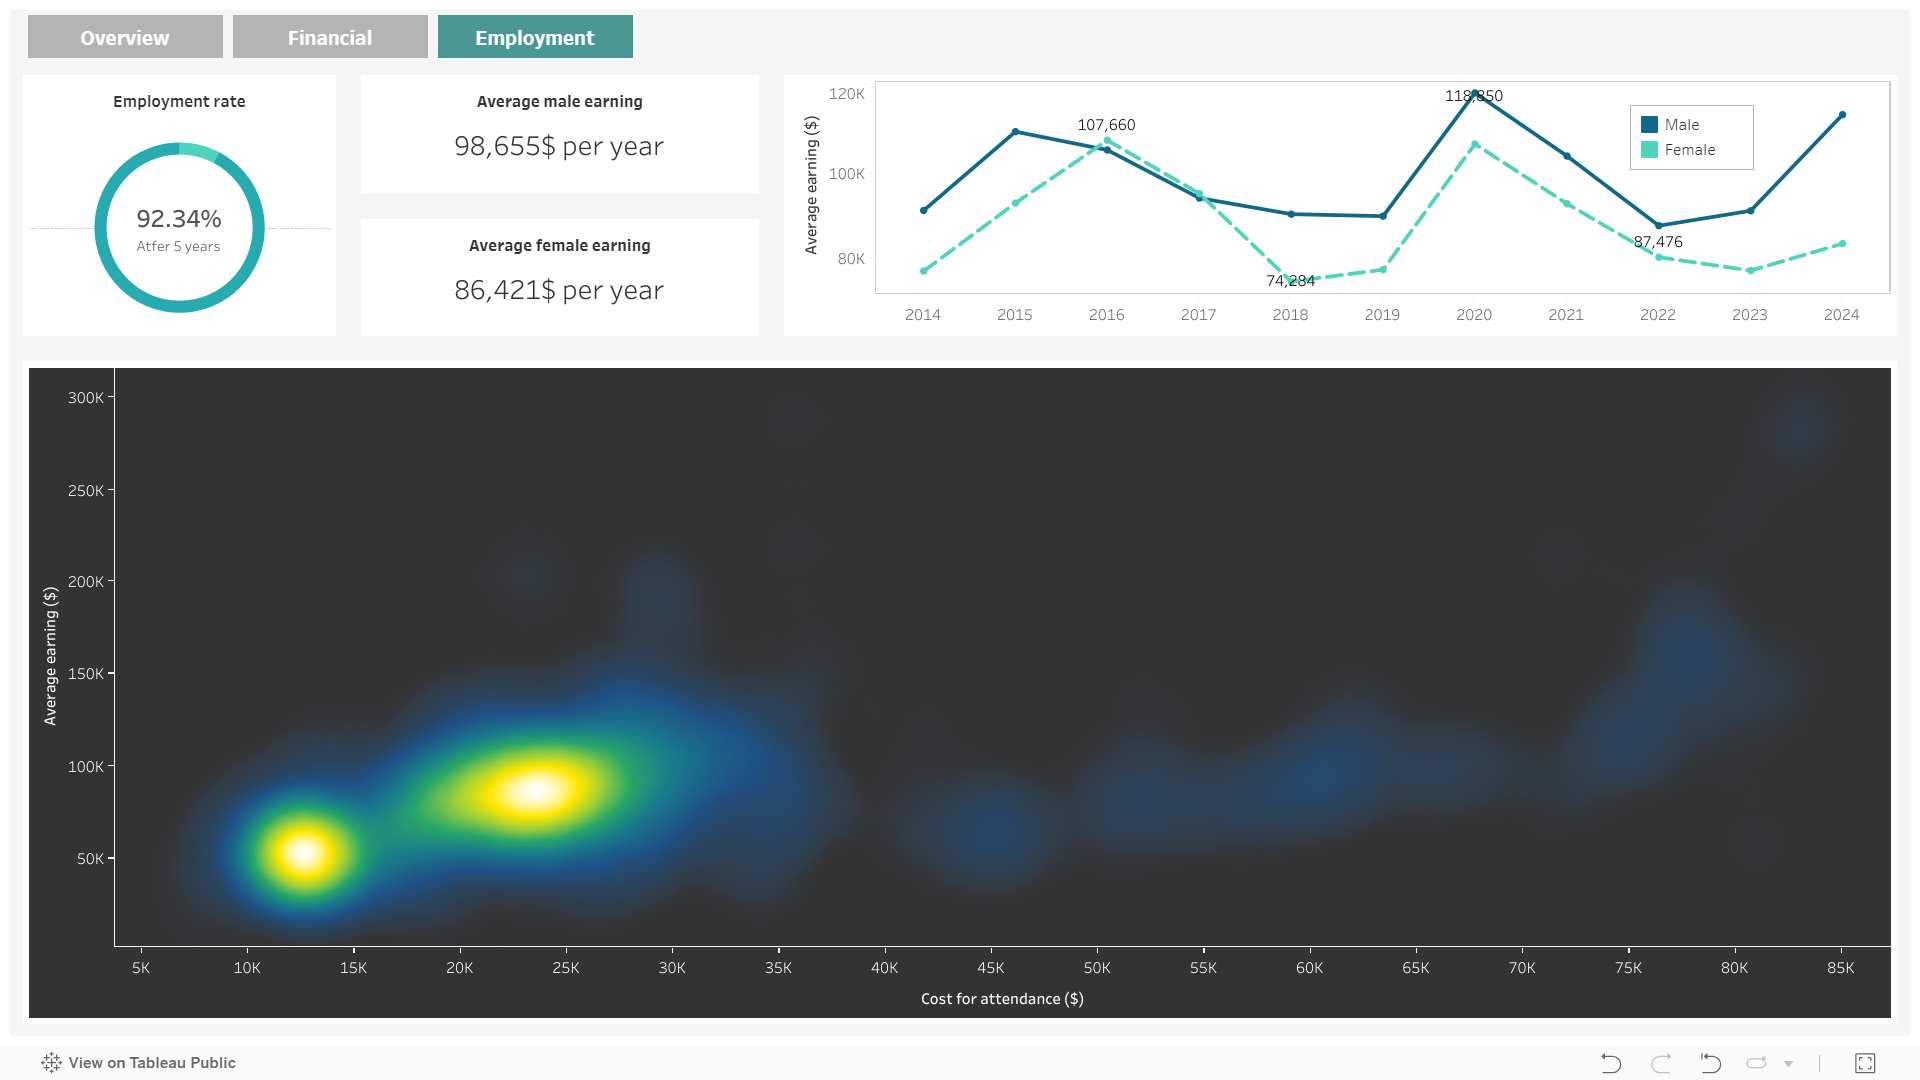 Overview
Financial
Employment
Employment rate
92.34%
Atfer 5 years
Average male earning
98,655$ per year
Average female earning
86,421$ per year
Average earning ($)
120K
100K
80K
107,660
118,850
74,284
87,476
Male
Female
2014 2015 2016 2017 2018 2019 2020 2021 2022 2023 2024
Average earning ($)
300K
250K
200K
150K
100K
50K
5K 10K 15K 20K 25K 30K 35K 40K 45K 50K 55K 60K 65K 70K 75K 80K 85K
Cost for attendance ($)
View on Tableau Public